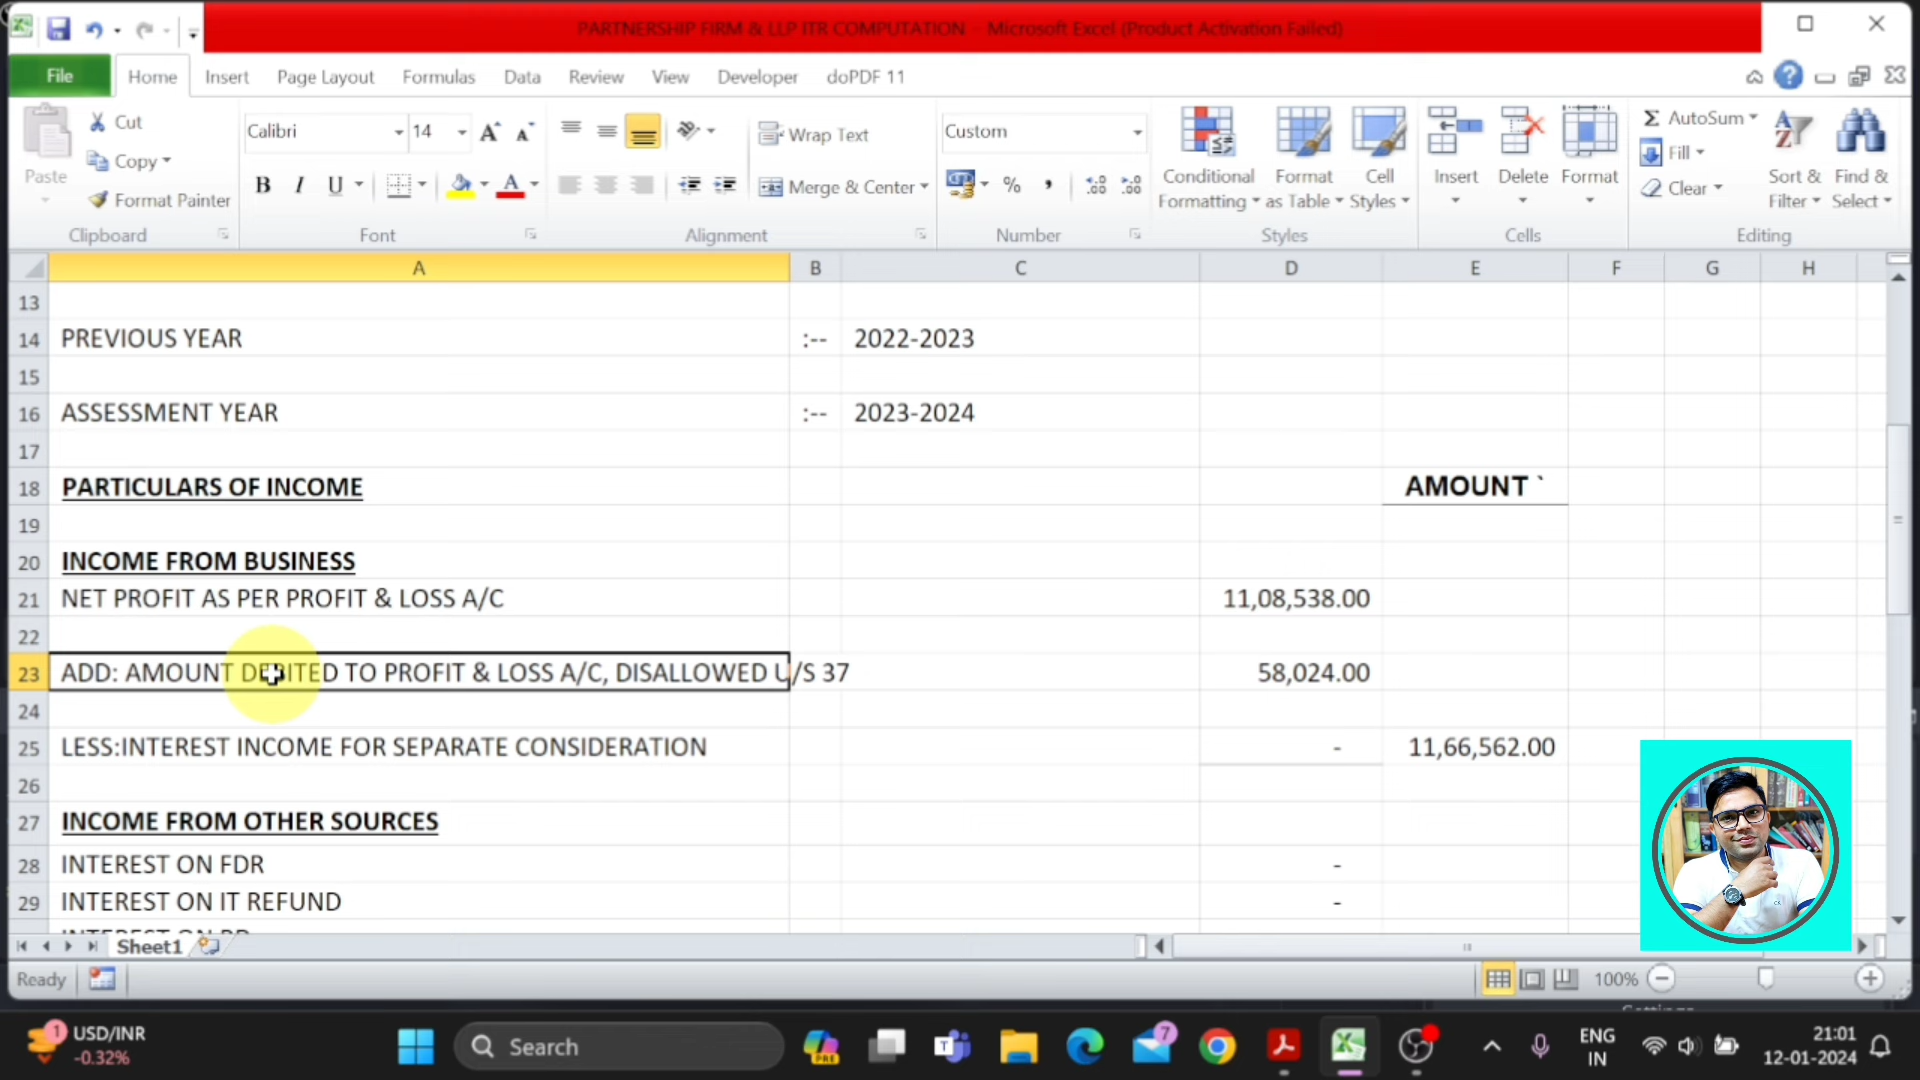 PARTNERSHIP FIRM & LLP ITR COMPUTATION - Microsoft Excel (Product Activation Failed)
File Home Insert Page Layout Formulas Data Review View Developer doPDF 11
Paste
Cut
Copy
Format Painter
Clipboard
Calibri 14
B I U
Font
Wrap Text
Merge & Center
Alignment
Custom
%
Number
Conditional Formatting
Format as Table
Cell Styles
Styles
Insert
Delete
Format
Cells
AutoSum
Fill
Clear
Sort & Filter
Find & Select
Editing
A B C D E F G H
13
14 PREVIOUS YEAR :-- 2022-2023
15
16 ASSESSMENT YEAR :-- 2023-2024
17
18 PARTICULARS OF INCOME AMOUNT `
19
20 INCOME FROM BUSINESS
21 NET PROFIT AS PER PROFIT & LOSS A/C 11,08,538.00
22
23 ADD: AMOUNT DEBITED TO PROFIT & LOSS A/C, DISALLOWED U/S 37 58,024.00
24
25 LESS:INTEREST INCOME FOR SEPARATE CONSIDERATION - 11,66,562.00
26
27 INCOME FROM OTHER SOURCES
28 INTEREST ON FDR -
29 INTEREST ON IT REFUND -
Sheet1
Ready 100%
USD/INR
-0.32%
1
Search
PRE
7
ENG
IN
21:01
12-01-2024